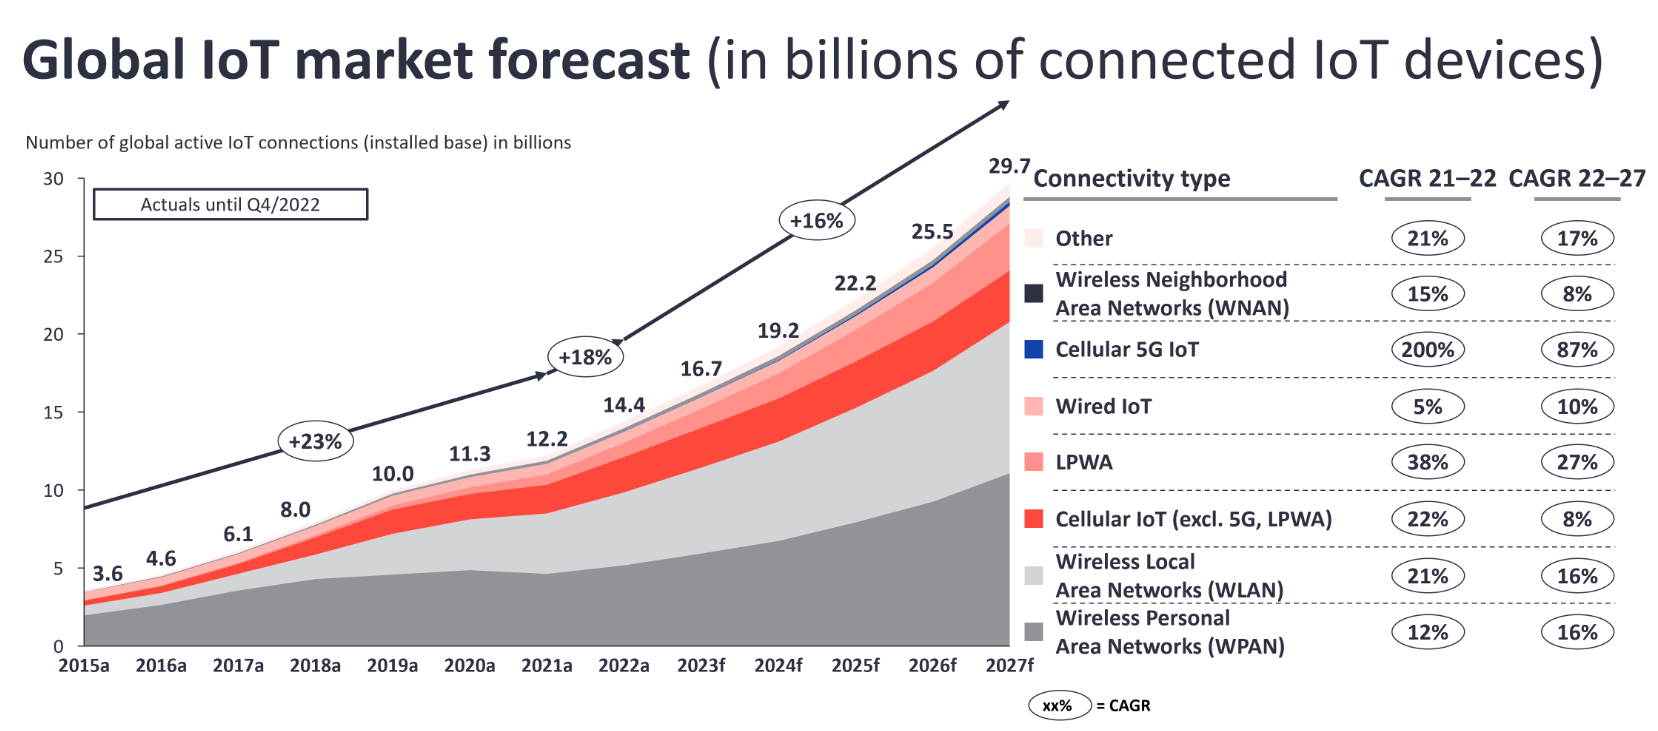 Global IoT market forecast (in billions of connected IoT devices)
Number of global active IoT connections (installed base) in billions
Actuals until Q4/2022
30
25
20
15
10
5
0
+23%
+18%
+16%
3.6
4.6
6.1
8.0
10.0
11.3
12.2
14.4
16.7
19.2
22.2
25.5
29.7
2015a 2016a 2017a 2018a 2019a 2020a 2021a 2022a 2023f 2024f 2025f 2026f 2027f
Connectivity type CAGR 21–22 CAGR 22–27
Other 21% 17%
Wireless Neighborhood
Area Networks (WNAN) 15% 8%
Cellular 5G IoT 200% 87%
Wired IoT 5% 10%
LPWA 38% 27%
Cellular IoT (excl. 5G, LPWA) 22% 8%
Wireless Local
Area Networks (WLAN) 21% 16%
Wireless Personal
Area Networks (WPAN) 12% 16%
xx% = CAGR